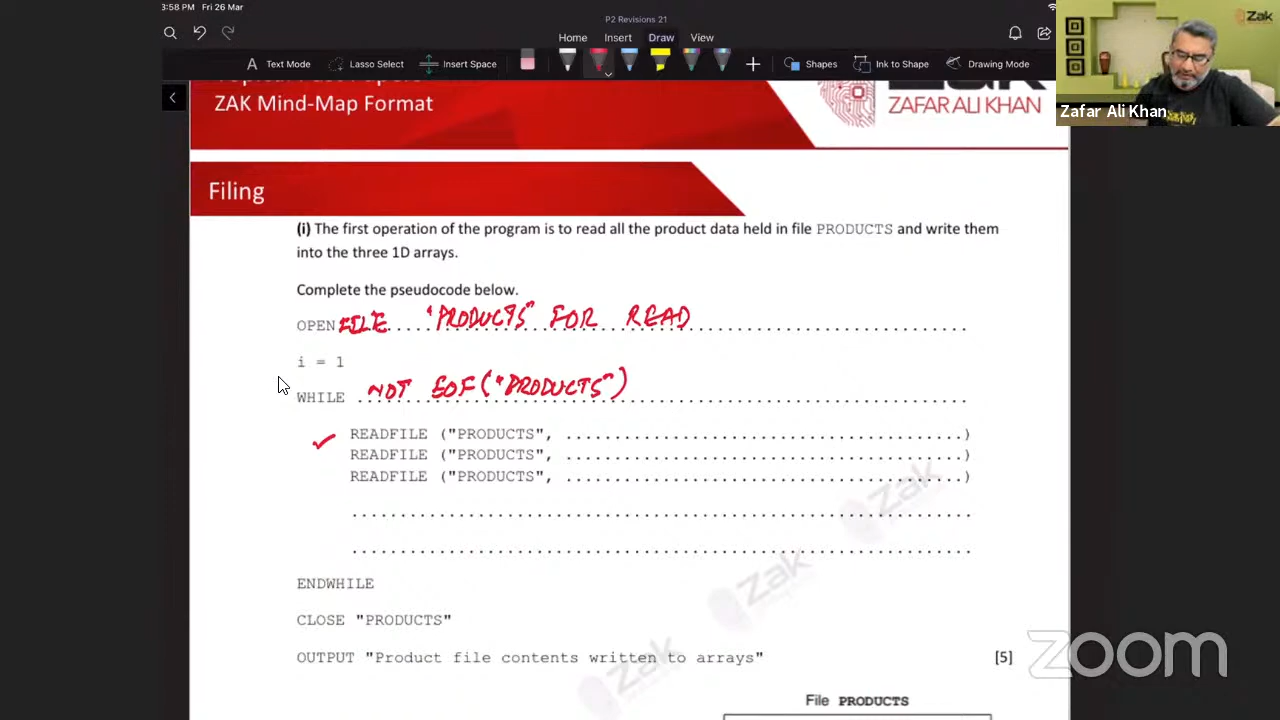 3:58 PM Fri 26 Mar
P2 Revisions 21
Home Insert Draw View
Text Mode Lasso Select Insert Space Shapes Ink to Shape Drawing Mode
Zak
Zafar Ali Khan
ZAK Mind-Map Format
ZAFAR ALI KHAN
Filing
(i) The first operation of the program is to read all the product data held in file PRODUCTS and write them
into the three 1D arrays.
Complete the pseudocode below.
OPEN FILE "PRODUCTS" FOR READ
i = 1
WHILE NOT EOF("PRODUCTS")
READFILE ("PRODUCTS", ........................................)
READFILE ("PRODUCTS", ........................................)
READFILE ("PRODUCTS", ........................................)
Zak
ENDWHILE
Zak
CLOSE "PRODUCTS"
OUTPUT "Product file contents written to arrays" [5]
Zak
zoom
File PRODUCTS